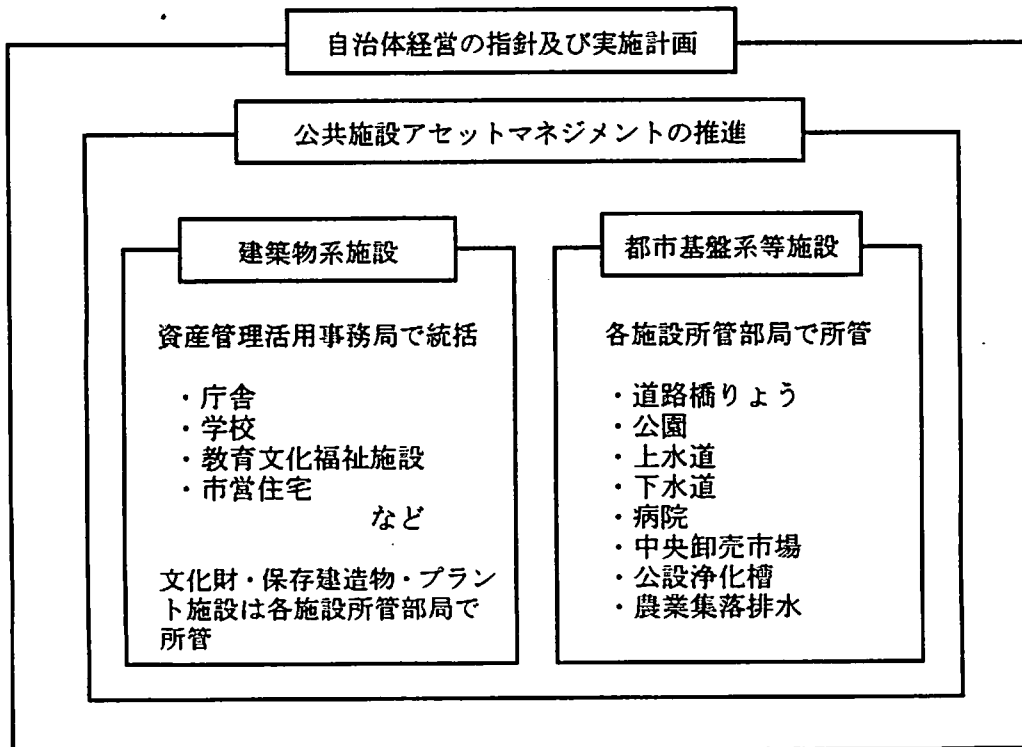 自治体経営の指針及び実施計画
公共施設アセットマネジメントの推進
建築物系施設
資産管理活用事務局で統括
・庁舎
・学校
・教育文化福祉施設
・市営住宅
など
文化財・保存建造物・プラン
ト施設は各施設所管部局で
所管
都市基盤系等施設
各施設所管部局で所管
・道路橋りょう
・公園
・上水道
・下水道
・病院
・中央卸売市場
・公設浄化槽
・農業集落排水